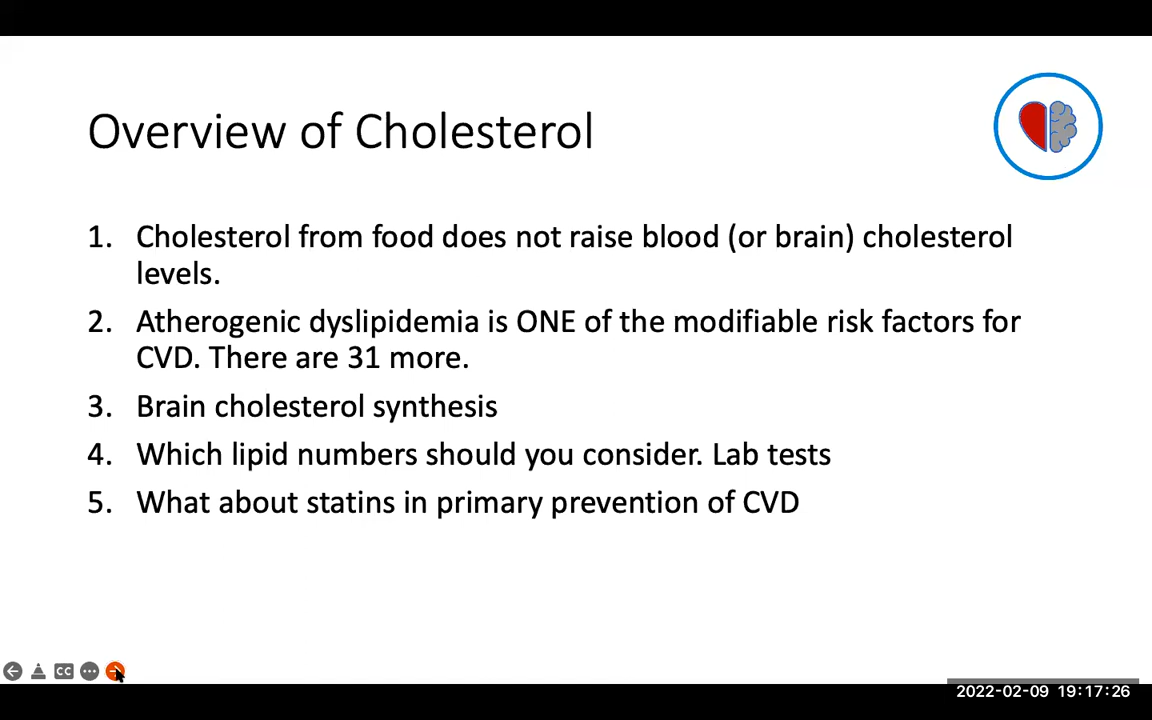 Overview of Cholesterol
1. Cholesterol from food does not raise blood (or brain) cholesterol
levels.
2. Atherogenic dyslipidemia is ONE of the modifiable risk factors for
CVD. There are 31 more.
3. Brain cholesterol synthesis
4. Which lipid numbers should you consider. Lab tests
5. What about statins in primary prevention of CVD
CC
2022-02-09 19:17:26